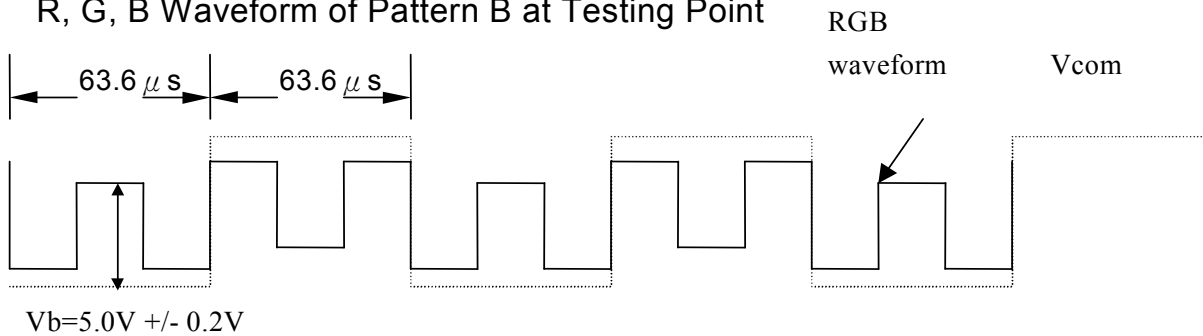 R, G, B Waveform of Pattern B at Testing Point
RGB
waveform
Vcom
63.6 μ s
63.6 μ s
Vb=5.0V +/- 0.2V